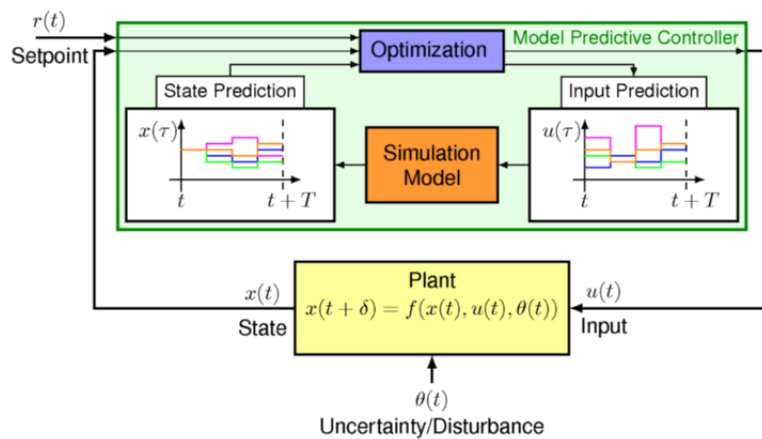 r(t)
Setpoint
Optimization
Model Predictive Controller
State Prediction
Input Prediction
x(τ)
t
t + T
Simulation
Model
u(τ)
t
t + T
Plant
x(t + δ) = f(x(t), u(t), θ(t))
x(t)
State
u(t)
Input
θ(t)
Uncertainty/Disturbance